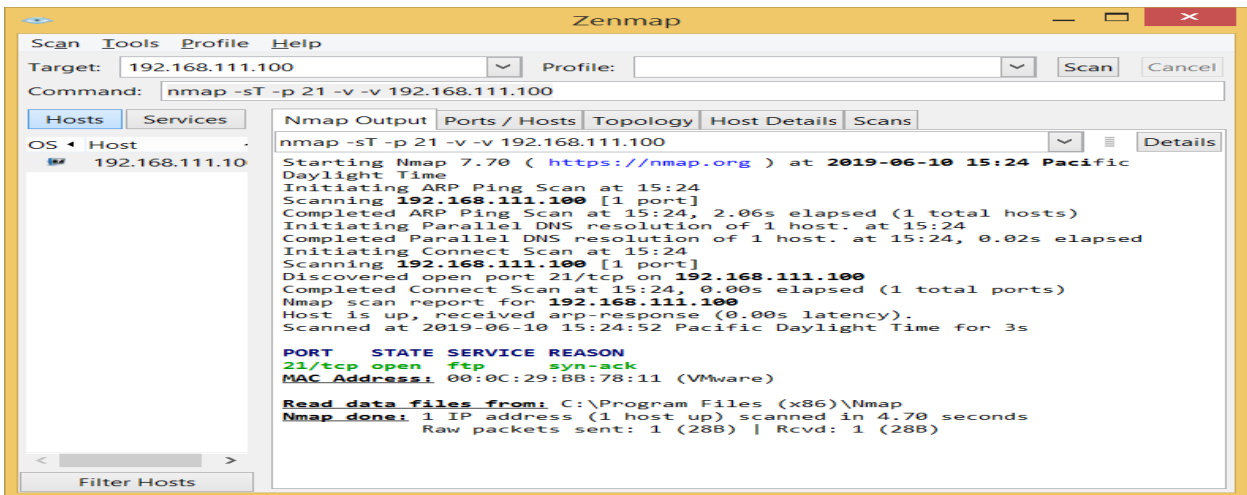 Zenmap
Scan Tools Profile Help
Target: 192.168.111.100 Profile: Scan Cancel
Command: nmap -sT -p 21 -v -v 192.168.111.100
Hosts Services
Nmap Output Ports / Hosts Topology Host Details Scans
OS Host
192.168.111.10
nmap -sT -p 21 -v -v 192.168.111.100 Details
Starting Nmap 7.70 ( https://nmap.org ) at 2019-06-10 15:24 Pacific
Daylight Time
Initiating ARP Ping Scan at 15:24
Scanning 192.168.111.100 [1 port]
Completed ARP Ping Scan at 15:24, 2.06s elapsed (1 total hosts)
Initiating Parallel DNS resolution of 1 host. at 15:24
Completed Parallel DNS resolution of 1 host. at 15:24, 0.02s elapsed
Initiating Connect Scan at 15:24
Scanning 192.168.111.100 [1 port]
Discovered open port 21/tcp on 192.168.111.100
Completed Connect Scan at 15:24, 0.00s elapsed (1 total ports)
Nmap scan report for 192.168.111.100
Host is up, received arp-response (0.00s latency).
Scanned at 2019-06-10 15:24:52 Pacific Daylight Time for 3s
PORT STATE SERVICE REASON
21/tcp open ftp syn-ack
MAC Address: 00:0C:29:BB:78:11 (VMware)
Read data files from: C:\Program Files (x86)\Nmap
Nmap done: 1 IP address (1 host up) scanned in 4.70 seconds
Raw packets sent: 1 (28B) | Rcvd: 1 (28B)
Filter Hosts